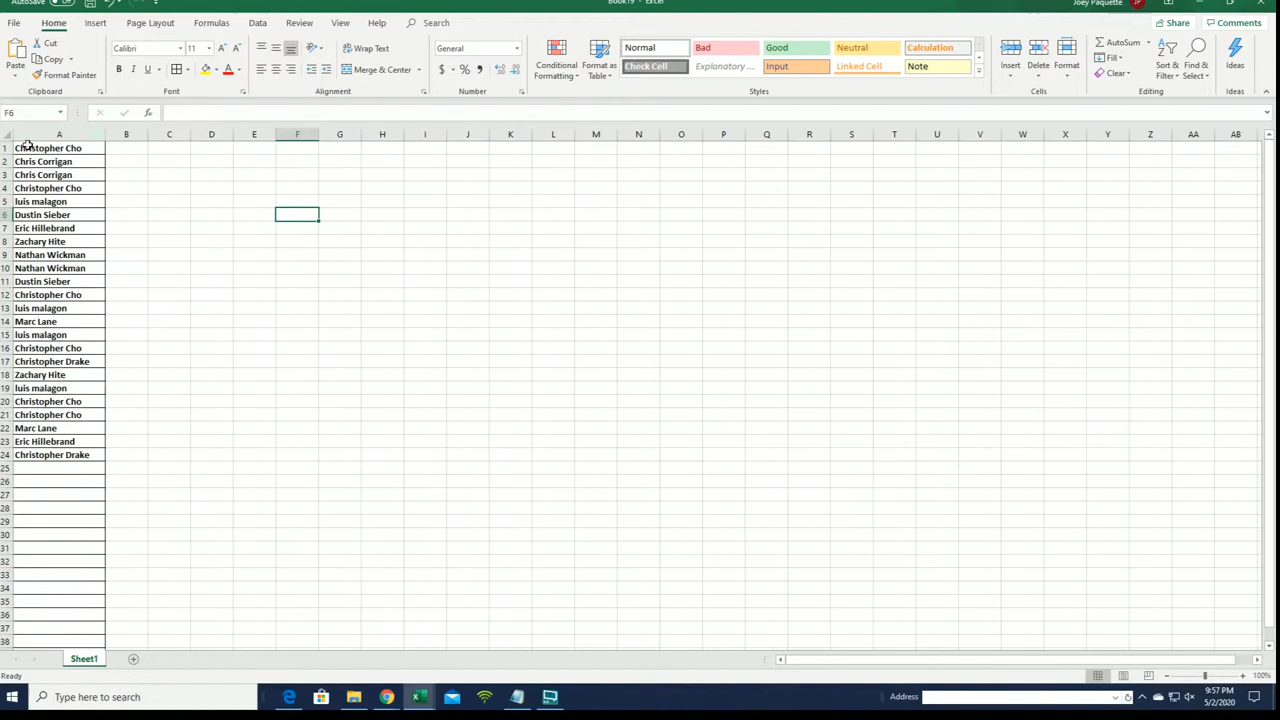 AutoSave Off Book19 - Excel Joey Paquette JP
File Home Insert Page Layout Formulas Data Review View Help Search Share Comments
Paste Cut Copy Format Painter
Clipboard
Calibri 11 A A B I U A
Font
Wrap Text
Merge & Center
Alignment
General
$ % ,
Number
Conditional Formatting Format as Table
Normal Bad Good Neutral Calculation
Check Cell Explanatory ... Input Linked Cell Note
Styles
Insert Delete Format
Cells
AutoSum Fill Clear
Sort & Filter Find & Select
Editing
Ideas
Ideas
F6 fx
A B C D E F G H I J K L M N O P Q R S T U V W X Y Z AA AB
1 Christopher Cho
2 Chris Corrigan
3 Chris Corrigan
4 Christopher Cho
5 luis malagon
6 Dustin Sieber
7 Eric Hillebrand
8 Zachary Hite
9 Nathan Wickman
10 Nathan Wickman
11 Dustin Sieber
12 Christopher Cho
13 luis malagon
14 Marc Lane
15 luis malagon
16 Christopher Cho
17 Christopher Drake
18 Zachary Hite
19 luis malagon
20 Christopher Cho
21 Christopher Cho
22 Marc Lane
23 Eric Hillebrand
24 Christopher Drake
25
26
27
28
29
30
31
32
33
34
35
36
37
38
Sheet1
Ready 100%
Type here to search Address 9:57 PM
5/2/2020